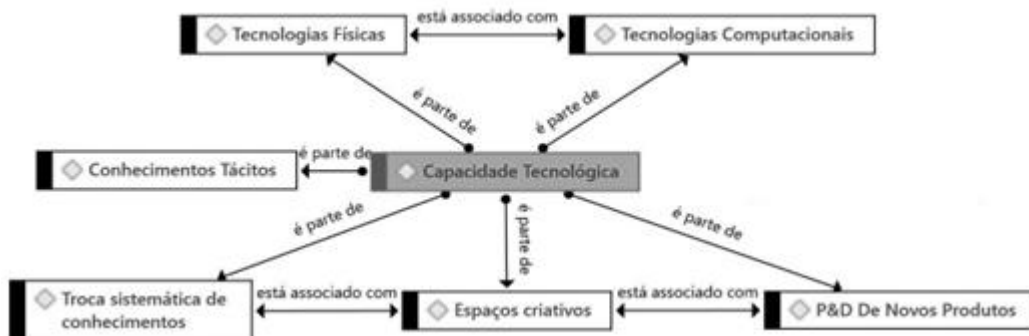 está associado com
Tecnologias Físicas
Tecnologias Computacionais
é parte de
é parte de
Conhecimentos Tácitos
é parte de
Capacidade Tecnológica
é parte de
é parte de
é parte de
Troca sistemática de
conhecimentos
está associado com
Espaços criativos
está associado com
P&D De Novos Produtos